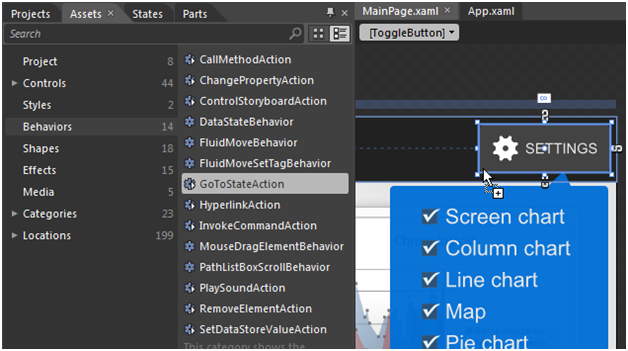 Projects Assets × States Parts
MainPage.xaml × App.xaml
Search
[ToggleButton]
Project 8
Controls 44
Styles 2
Behaviors 14
Shapes 18
Effects 15
Media 5
Categories 23
Locations 199
CallMethodAction
ChangePropertyAction
ControlStoryboardAction
DataStateBehavior
FluidMoveBehavior
FluidMoveSetTagBehavior
GoToStateAction
HyperlinkAction
InvokeCommandAction
MouseDragElementBehavior
PathListBoxScrollBehavior
PlaySoundAction
RemoveElementAction
SetDataStoreValueAction
This category shows the
SETTINGS
Screen chart
Column chart
Line chart
Map
Pie chart